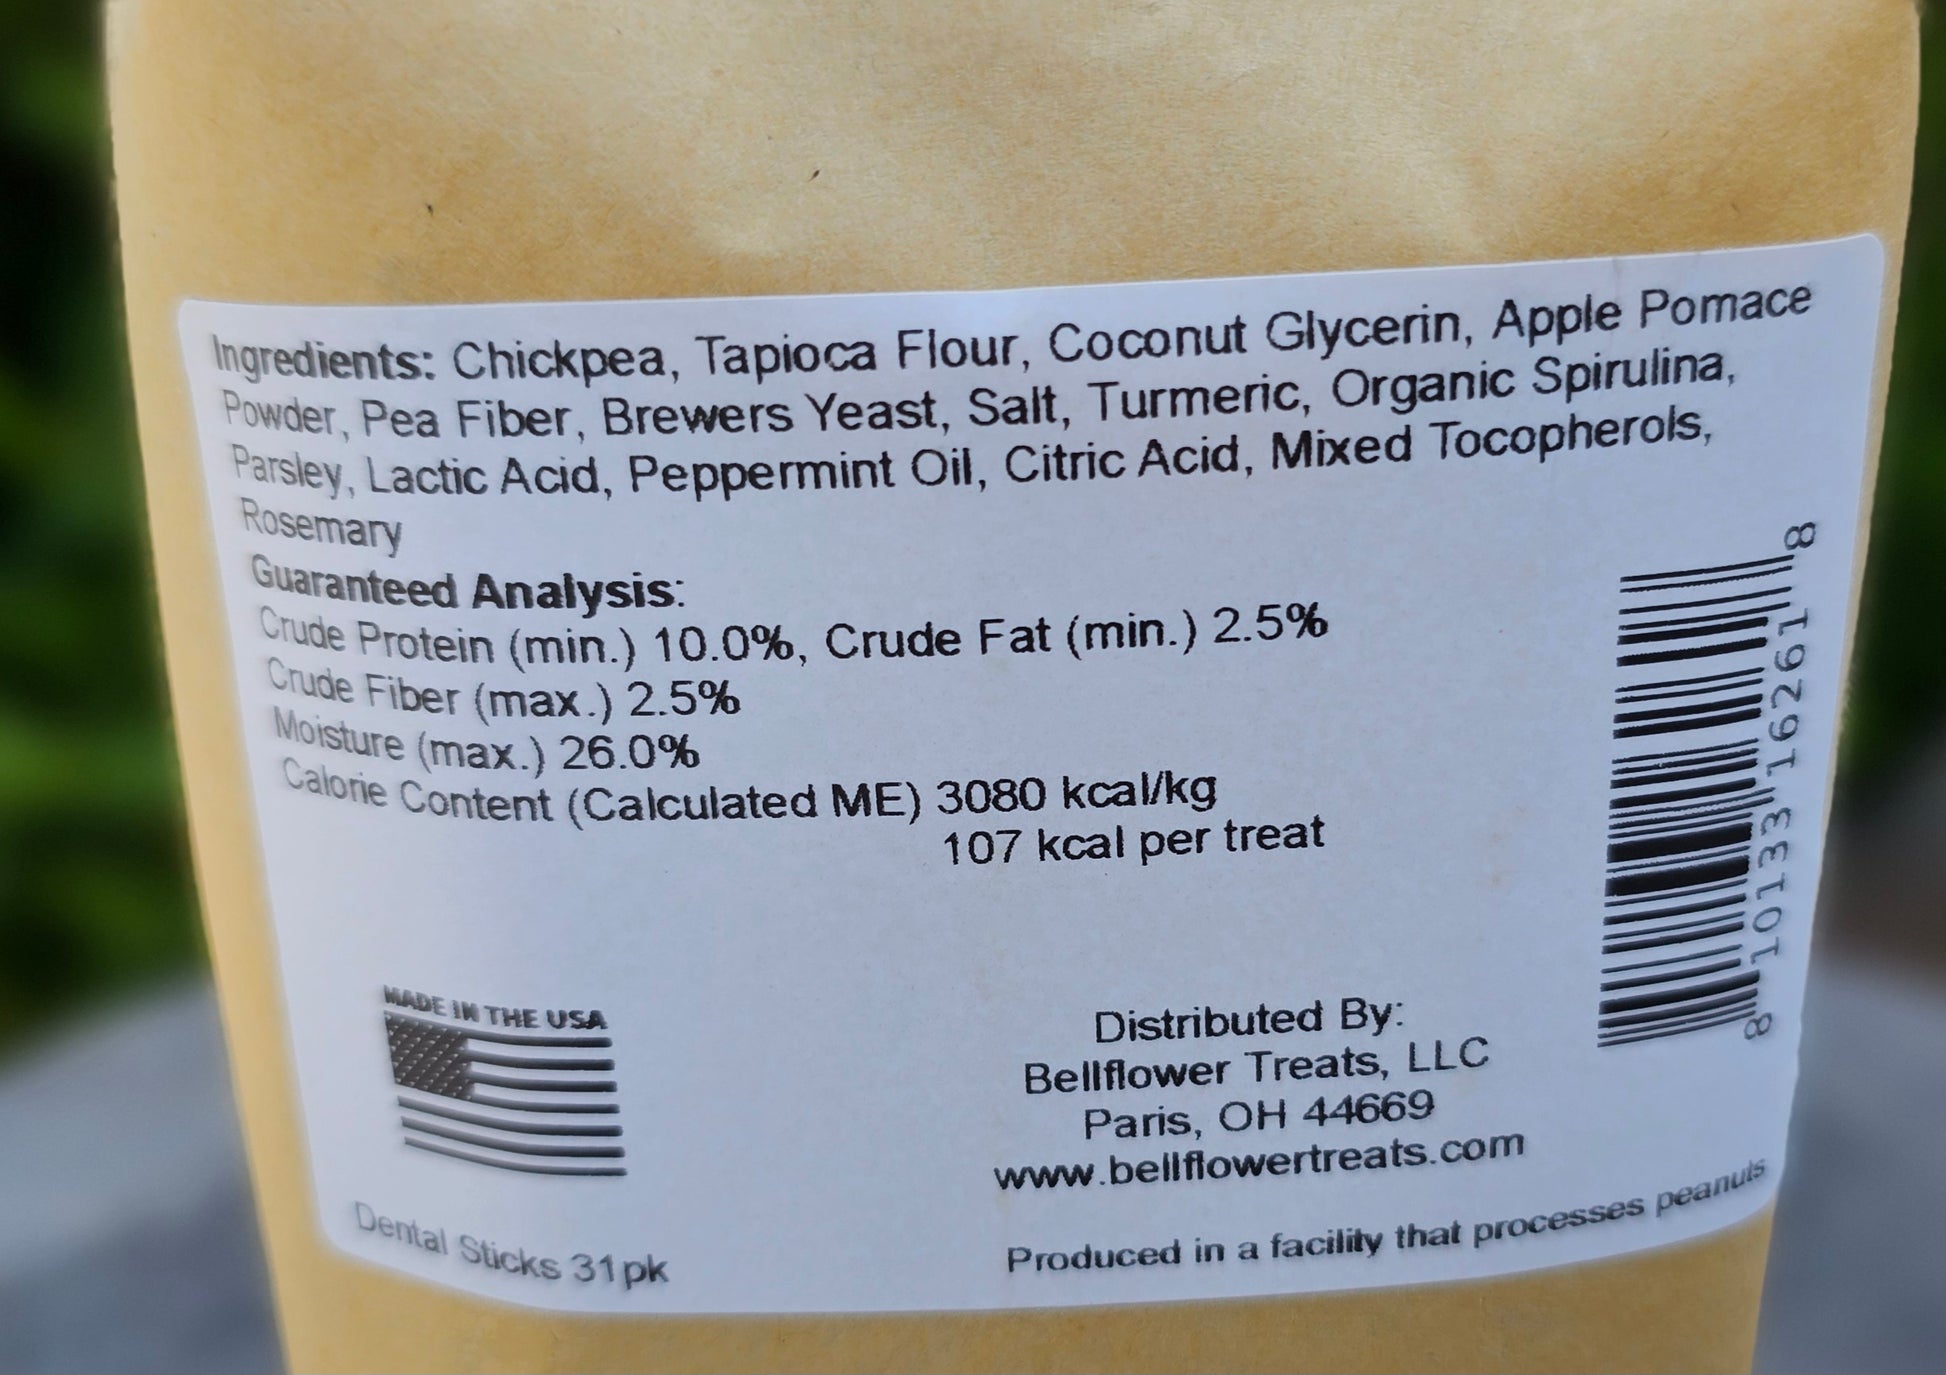 Ingredients: Chickpea, Tapioca Flour, Coconut Glycerin, Apple Pomace
Powder, Pea Fiber, Brewers Yeast, Salt, Turmeric, Organic Spirulina,
Parsley, Lactic Acid, Peppermint Oil, Citric Acid, Mixed Tocopherols,
Rosemary
Guaranteed Analysis:
Crude Protein (min.) 10.0%, Crude Fat (min.) 2.5%
Crude Fiber (max.) 2.5%
Moisture (max.) 26.0%
Calorie Content (Calculated ME) 3080 kcal/kg
107 kcal per treat
8 10133 16261 8
MADE IN THE USA
Distributed By:
Bellflower Treats, LLC
Paris, OH 44669
www.bellflowertreats.com
Dental Sticks 31pk
Produced in a facility that processes peanuts